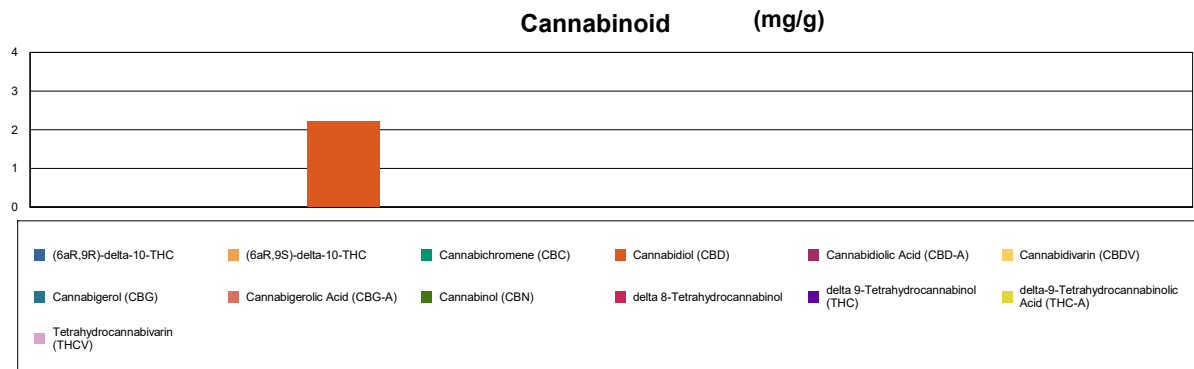 Cannabinoid (mg/g)
4
3
2
1
0
(6aR,9R)-delta-10-THC
(6aR,9S)-delta-10-THC
Cannabichromene (CBC)
Cannabidiol (CBD)
Cannabidiolic Acid (CBD-A)
Cannabidivarin (CBDV)
Cannabigerol (CBG)
Cannabigerolic Acid (CBG-A)
Cannabinol (CBN)
delta 8-Tetrahydrocannabinol
delta 9-Tetrahydrocannabinol
(THC)
delta-9-Tetrahydrocannabinolic
Acid (THC-A)
Tetrahydrocannabivarin
(THCV)